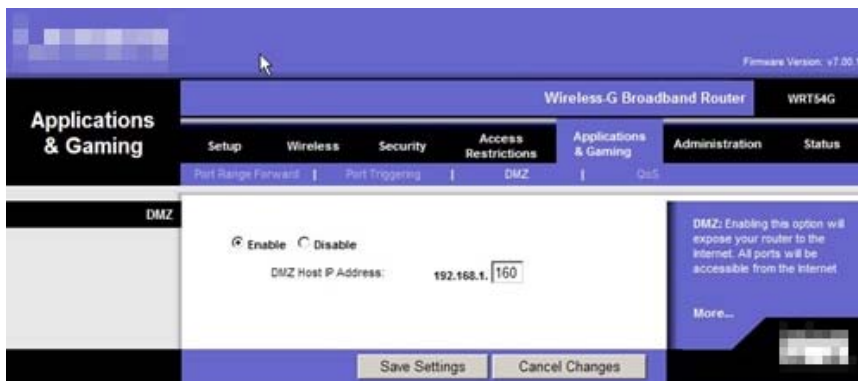 Firmware Version: v7.00.
Wireless-G Broadband Router WRT54G
Applications
& Gaming
Setup Wireless Security Access
Restrictions Applications
& Gaming Administration Status
Port Range Forward | Port Triggering | DMZ | QoS
DMZ
Enable Disable
DMZ Host IP Address: 192.168.1. 160
DMZ: Enabling this option will
expose your router to the
Internet. All ports will be
accessible from the Internet
More...
Save Settings Cancel Changes